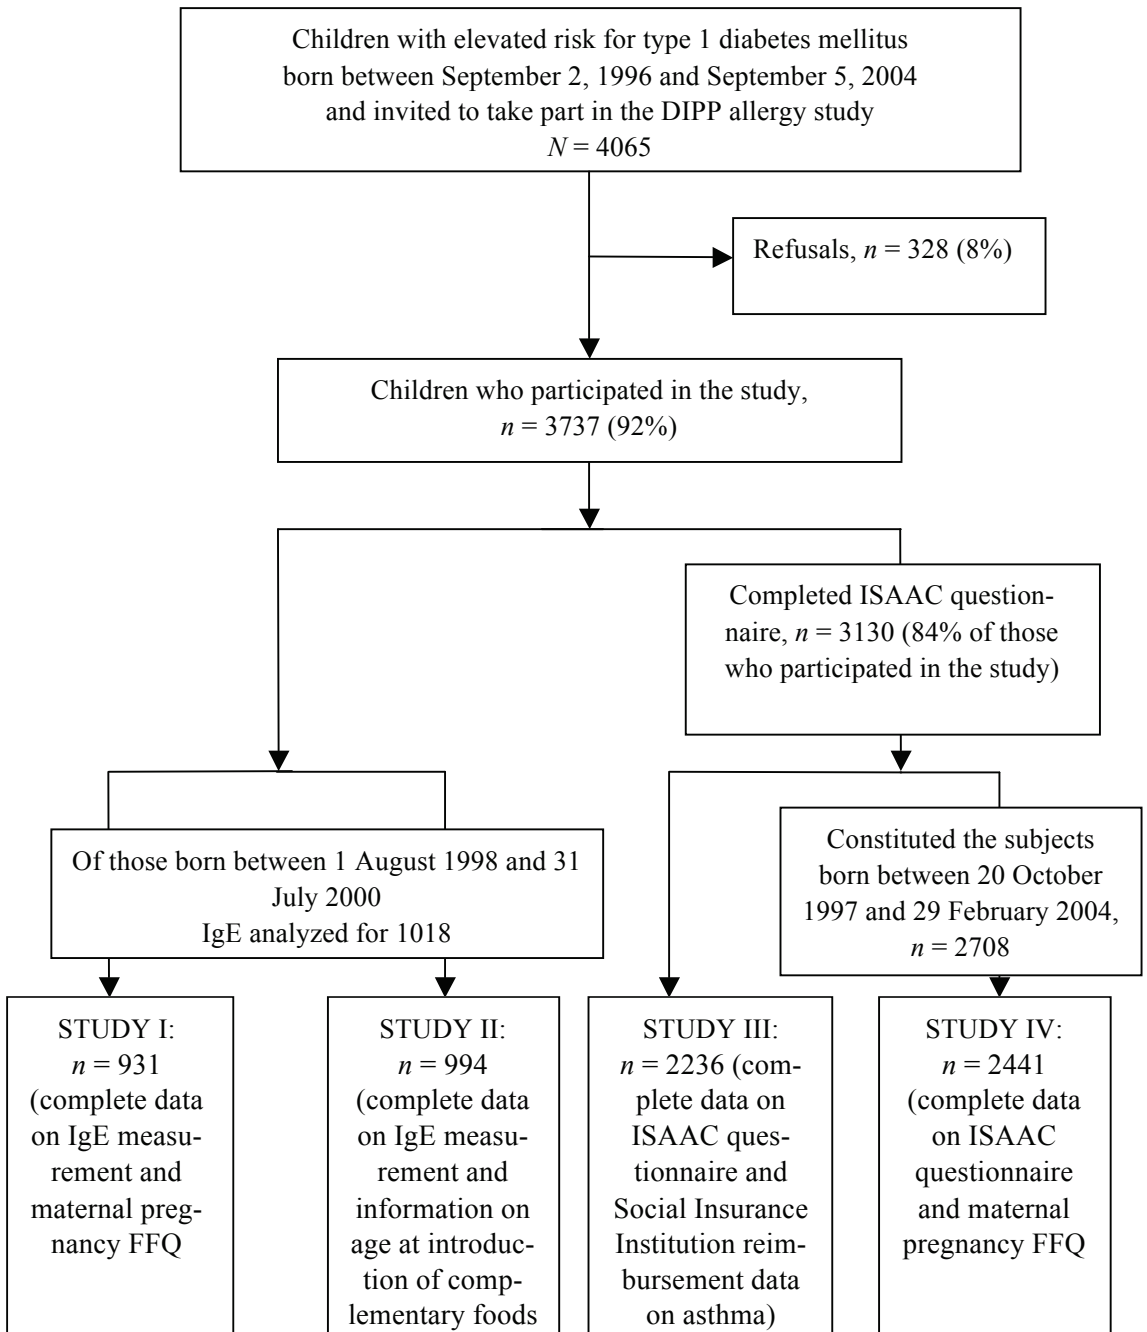 Children with elevated risk for type 1 diabetes mellitus
born between September 2, 1996 and September 5, 2004
and invited to take part in the DIPP allergy study
N = 4065
Refusals, n = 328 (8%)
Children who participated in the study,
n = 3737 (92%)
Completed ISAAC question-
naire, n = 3130 (84% of those
who participated in the study)
Of those born between 1 August 1998 and 31
July 2000
IgE analyzed for 1018
Constituted the subjects
born between 20 October
1997 and 29 February 2004,
n = 2708
STUDY I:
n = 931
(complete data
on IgE measu-
rement and
maternal preg-
nancy FFQ
STUDY II:
n = 994
(complete data
on IgE measu-
rement and
information on
age at introduc-
tion of comp-
lementary foods
STUDY III:
n = 2236 (com-
plete data on
ISAAC ques-
tionnaire and
Social Insurance
Institution reim-
bursement data
on asthma)
STUDY IV:
n = 2441
(complete data
on ISAAC
questionnaire
and maternal
pregnancy FFQ